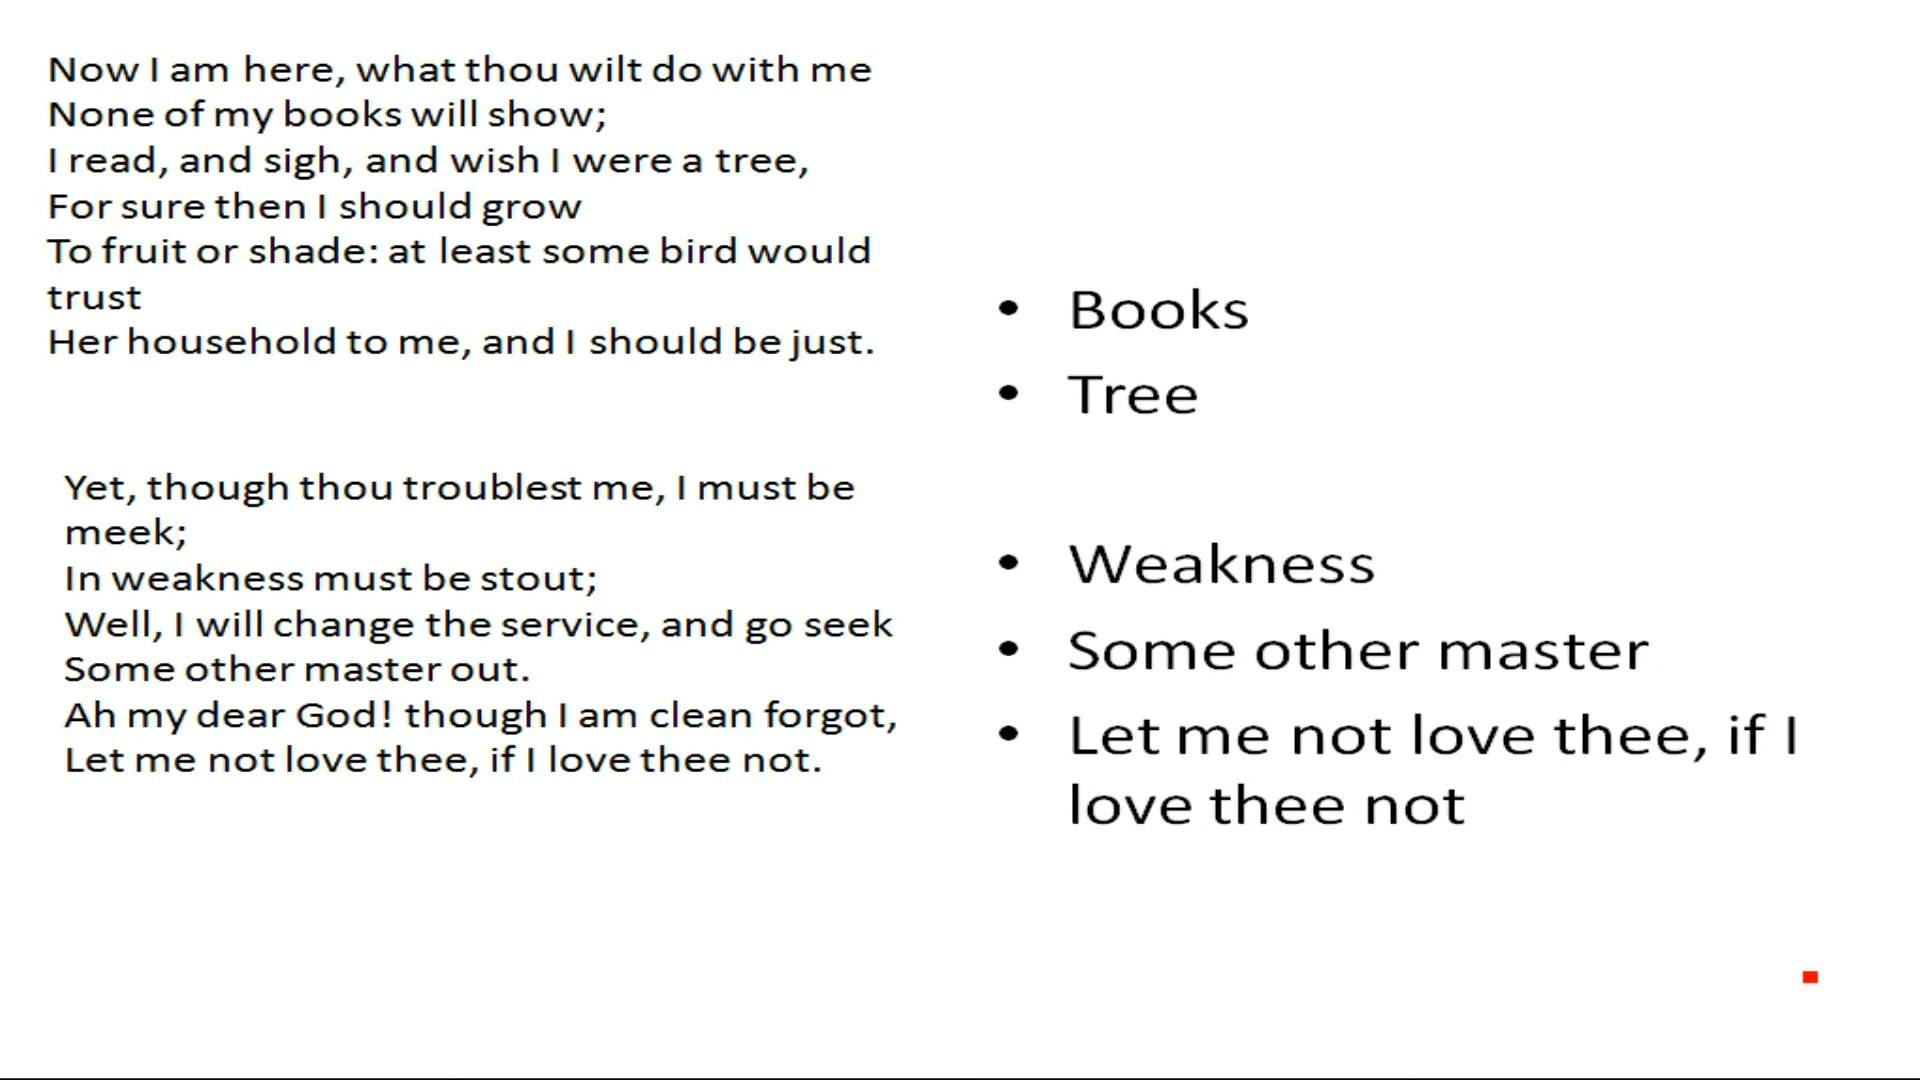 Now I am here, what thou wilt do with me
None of my books will show;
I read, and sigh, and wish I were a tree,
For sure then I should grow
To fruit or shade: at least some bird would
trust
Her household to me, and I should be just.
Yet, though thou troublest me, I must be
meek;
In weakness must be stout;
Well, I will change the service, and go seek
Some other master out.
Ah my dear God! though I am clean forgot,
Let me not love thee, if I love thee not.
• Books
• Tree
• Weakness
• Some other master
• Let me not love thee, if I
love thee not